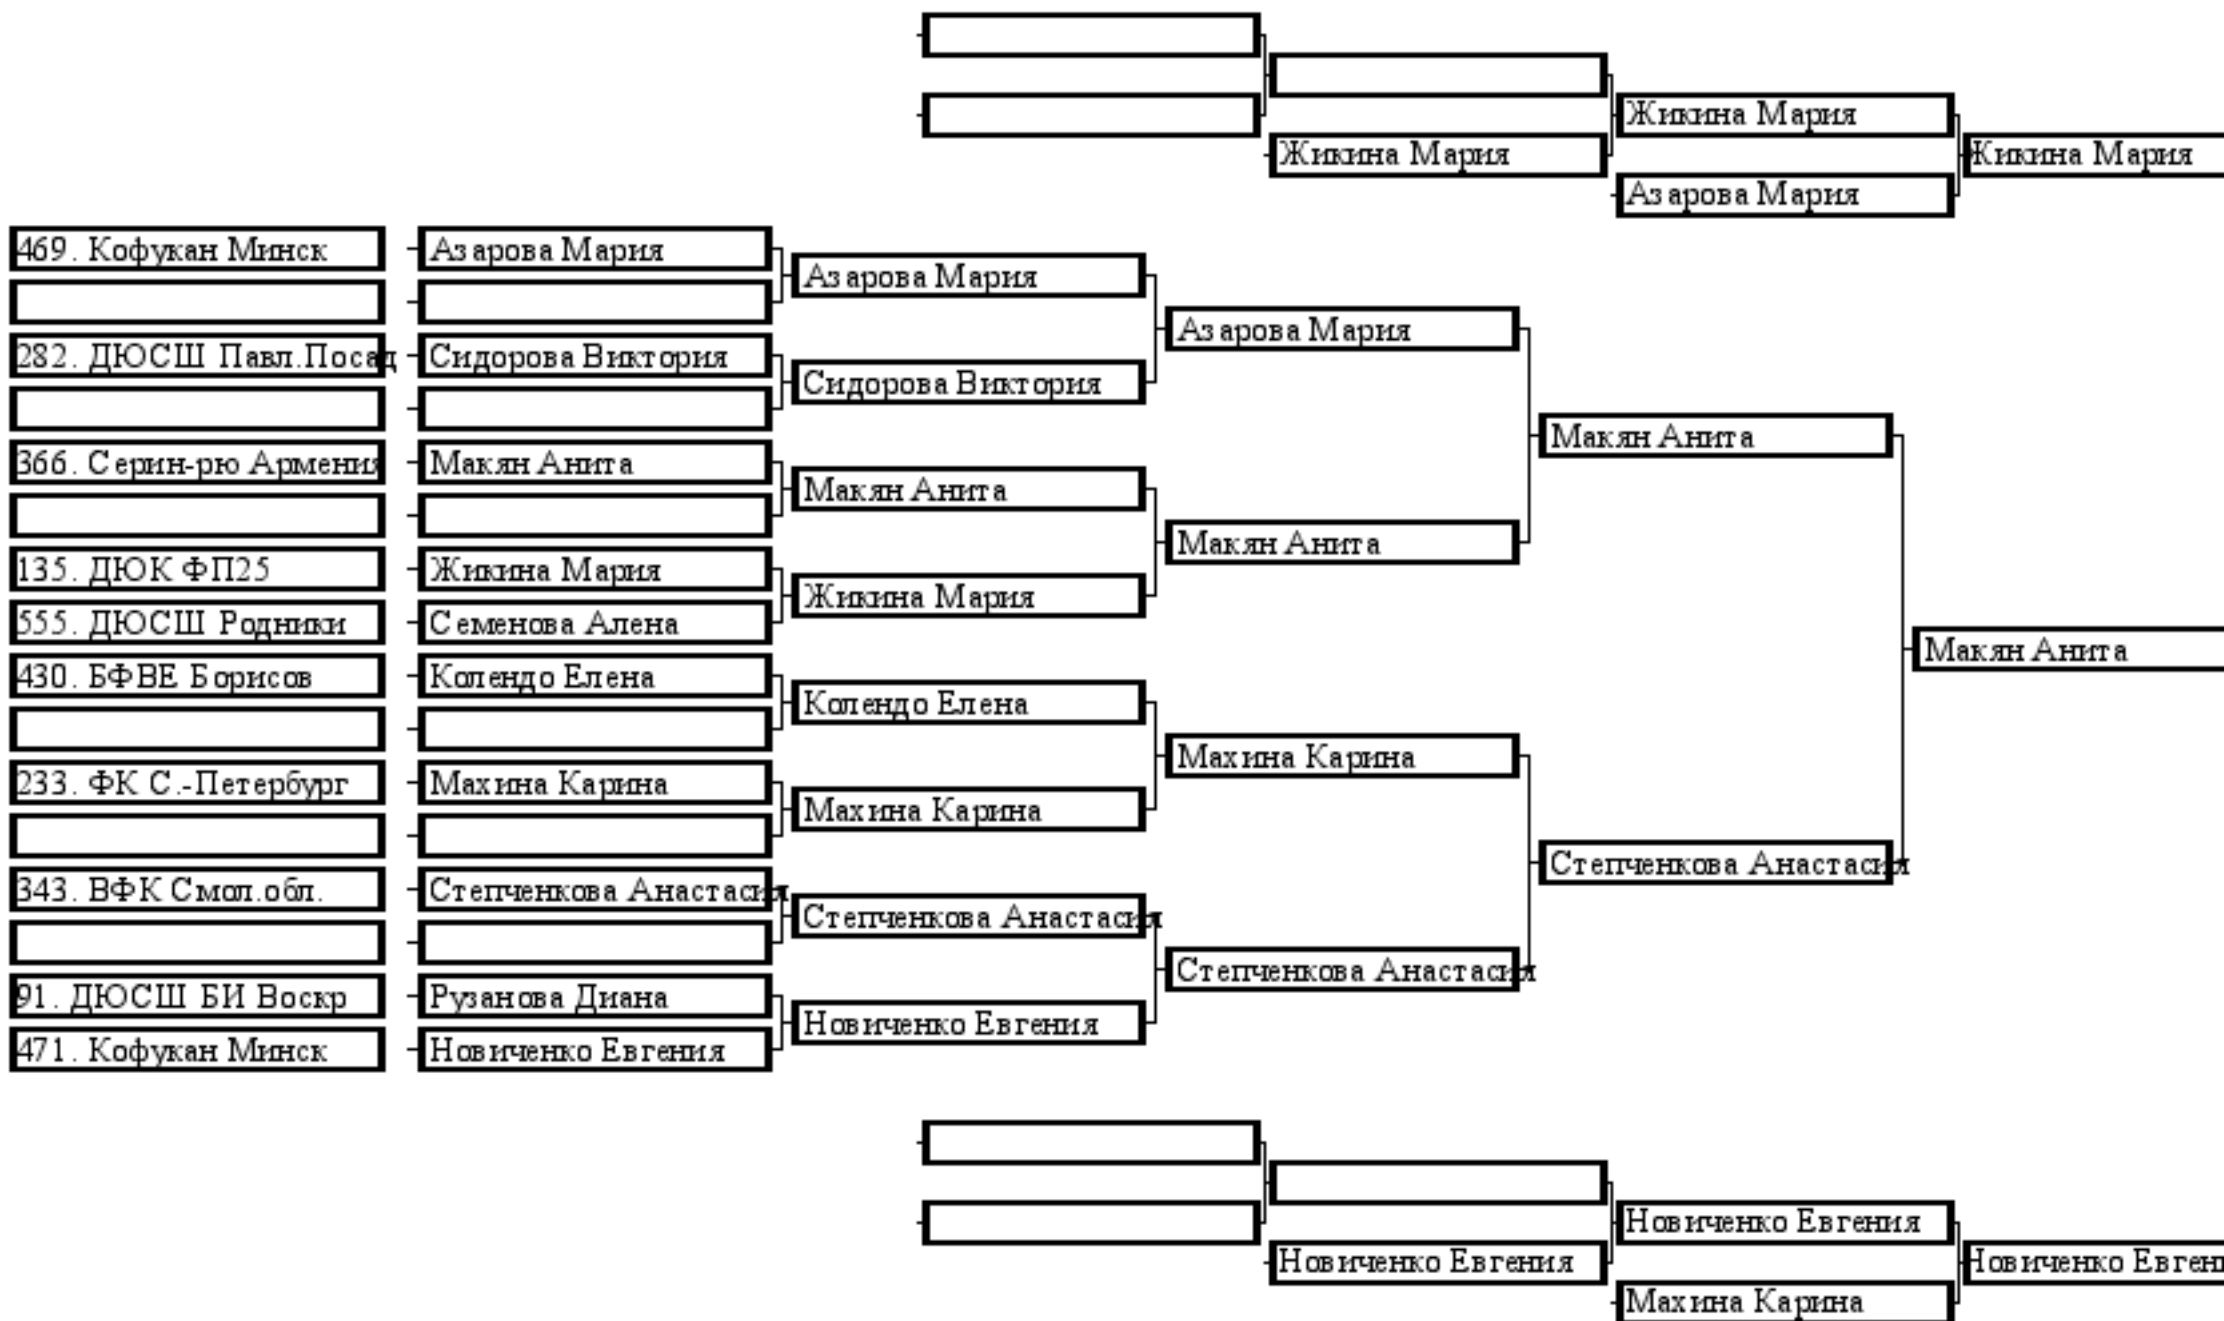 Жикина Мария
Жикина Мария
Жикина Мария
Азарова Мария
469. Кофукан Минск
Азарова Мария
Азарова Мария
Азарова Мария
282. ДЮСШ Павл.Посад
Сидорова Виктория
Сидорова Виктория
Макян Анита
366. Серин-рю Армения
Макян Анита
Макян Анита
Макян Анита
135. ДЮК ФП25
Жикина Мария
Жикина Мария
555. ДЮСШ Родники
Семенова Алена
Макян Анита
430. БФВЕ Борисов
Колендо Елена
Колендо Елена
Махина Карина
233. ФК С.-Петербург
Махина Карина
Махина Карина
Степченкова Анастасия
343. ВФК Смол.обл.
Степченкова Анастасия
Степченкова Анастасия
Степченкова Анастасия
91. ДЮСШ БИ Воскр
Рузанова Диана
Новиченко Евгения
471. Кофукан Минск
Новиченко Евгения
Новиченко Евгения
Новиченко Евгения
Новиченко Евген
Махина Карина